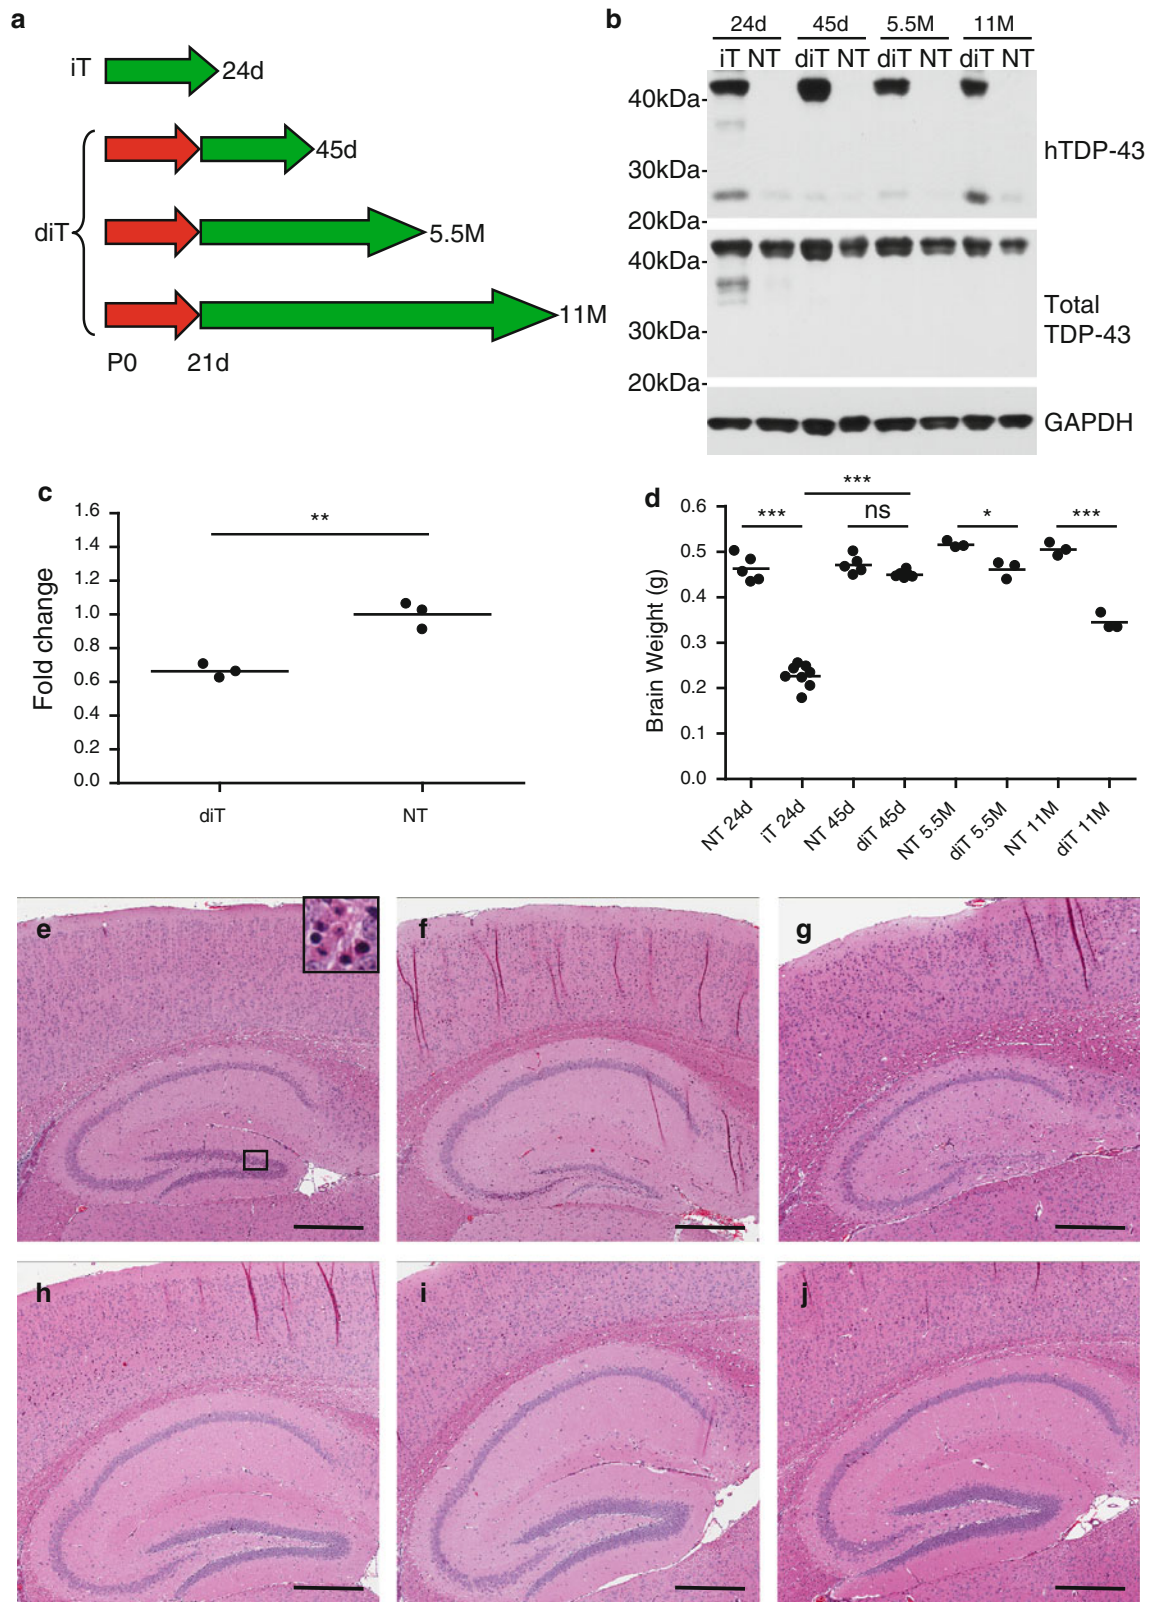 a
iT
24d
45d
diT
5.5M
11M
P0
21d
b
24d 45d 5.5M 11M
iT NT diT NT diT NT diT NT
40kDa-
30kDa-
20kDa-
hTDP-43
40kDa-
30kDa-
20kDa-
Total
TDP-43
GAPDH
c
Fold change
1.6
1.4
1.2
1.0
0.8
0.6
0.4
0.2
0.0
**
diT
NT
d
Brain Weight (g)
0.6
0.5
0.4
0.3
0.2
0.1
0.0
***
***
ns
*
***
NT 24d
iT 24d
NT 45d
diT 45d
NT 5.5M
diT 5.5M
NT 11M
diT 11M
e
f
g
h
i
j